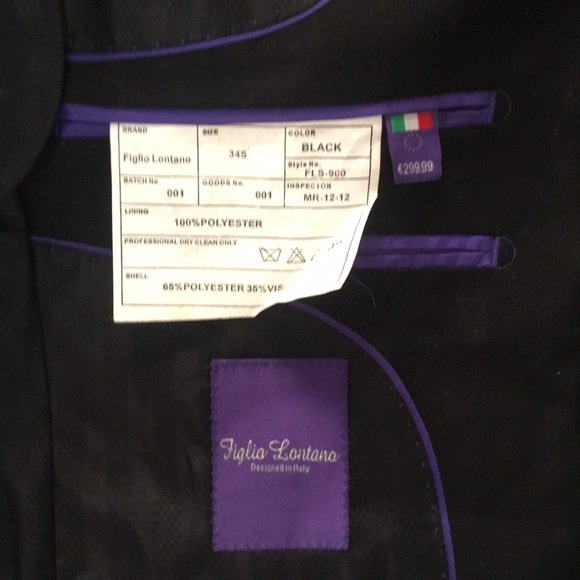 BRAND SIZE COLOR
Figlio Lontano 34S BLACK
Style No.
FLS-900
BATCH No GOODS No. INSPECIOR
001 001 MR-12-12
LINING
100%POLYESTER
PROFESSIONAL DRY CLEAN ONLY
SHELL
65%POLYESTER 35%VIS
€299.99
Figlio Lontano
Designed in Italy